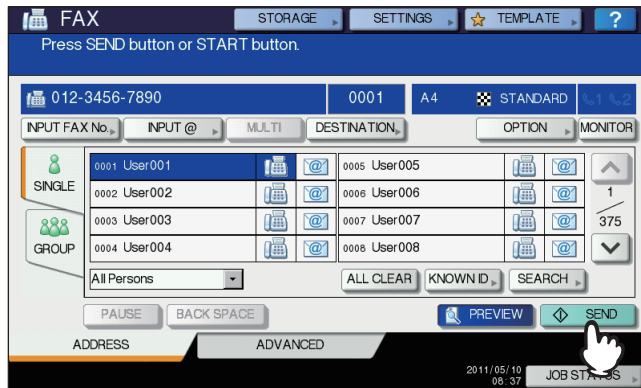 FAX STORAGE SETTINGS TEMPLATE ?
Press SEND button or START button.
012-3456-7890 0001 A4 STANDARD 1 2
INPUT FAX No. INPUT @ MULTI DESTINATION OPTION MONITOR
SINGLE
GROUP
0001 User001 @ 0005 User005 @
0002 User002 @ 0006 User006 @
0003 User003 @ 0007 User007 @
0004 User004 @ 0008 User008 @
1
375
All Persons ALL CLEAR KNOWN ID SEARCH
PAUSE BACK SPACE PREVIEW SEND
ADDRESS ADVANCED
2011/05/10
08:37 JOB STATUS